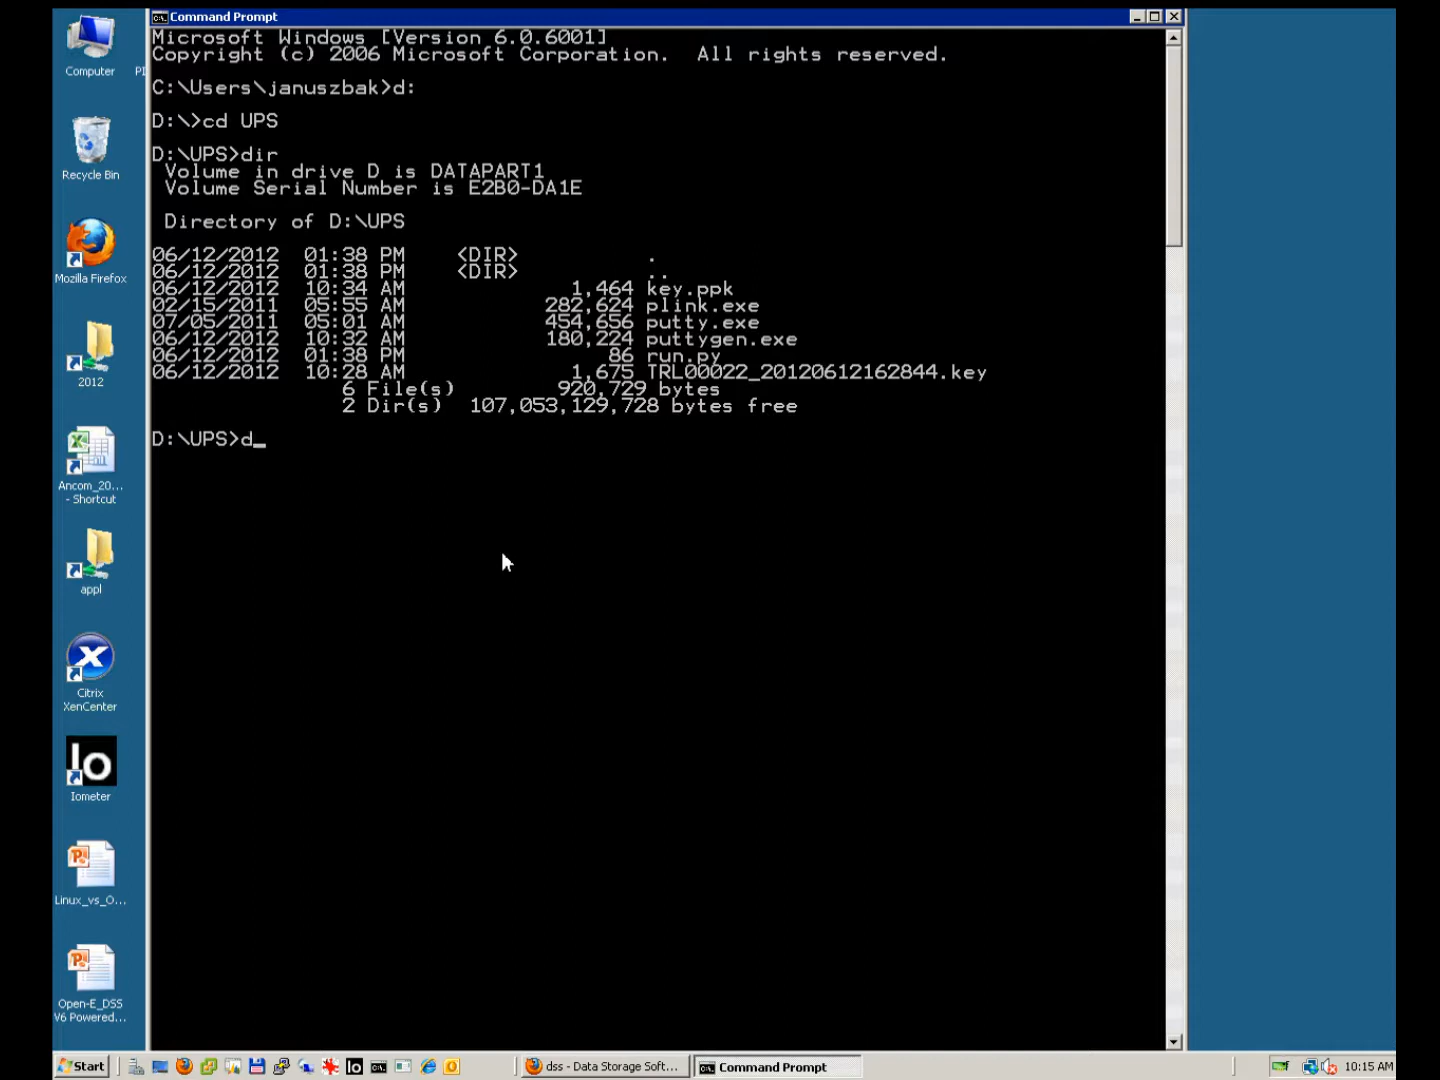 Command Prompt
Microsoft Windows [Version 6.0.6001]
Copyright (c) 2006 Microsoft Corporation.  All rights reserved.
C:\Users\januszbak>d:
D:\>cd UPS
D:\UPS>dir
Volume in drive D is DATAPART1
Volume Serial Number is E2B0-DA1E
Directory of D:\UPS
06/12/2012  01:38 PM    <DIR>          .
06/12/2012  01:38 PM    <DIR>          ..
06/12/2012  10:34 AM             1,464 key.ppk
02/15/2011  05:55 AM           282,624 plink.exe
07/05/2011  05:01 AM           454,656 putty.exe
06/12/2012  10:32 AM           180,224 puttygen.exe
06/12/2012  01:38 PM                86 run.py
06/12/2012  10:28 AM             1,675 TRL00022_20120612162844.key
6 File(s)        920,729 bytes
2 Dir(s)  107,053,129,728 bytes free
D:\UPS>d_
Computer
PI
Recycle Bin
Mozilla Firefox
2012
Ancom_20...
- Shortcut
appl
Citrix
XenCenter
Io
Iometer
Linux_vs_O...
Open-E_DSS
V6 Powered...
Start
dss - Data Storage Soft...
Command Prompt
10:15 AM